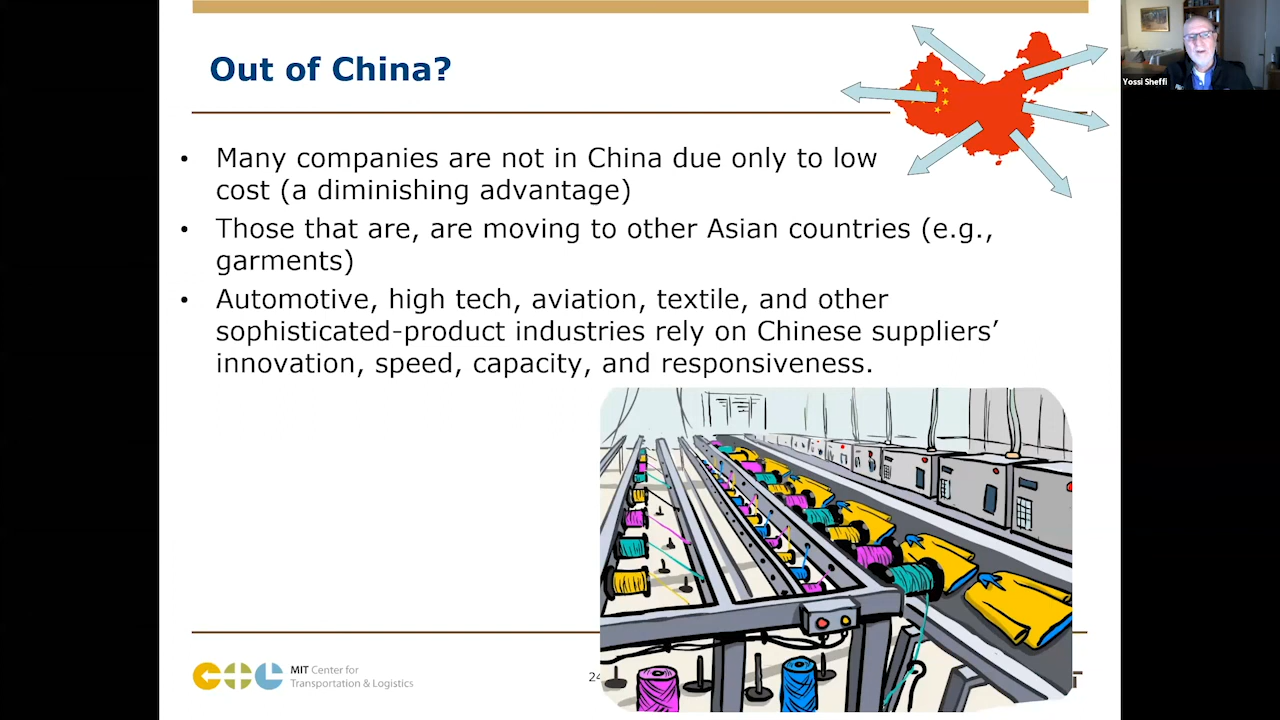 Out of China?
Yossi Sheffi
• Many companies are not in China due only to low
cost (a diminishing advantage)
• Those that are, are moving to other Asian countries (e.g.,
garments)
• Automotive, high tech, aviation, textile, and other
sophisticated-product industries rely on Chinese suppliers’
innovation, speed, capacity, and responsiveness.
MIT Center for
Transportation & Logistics
24